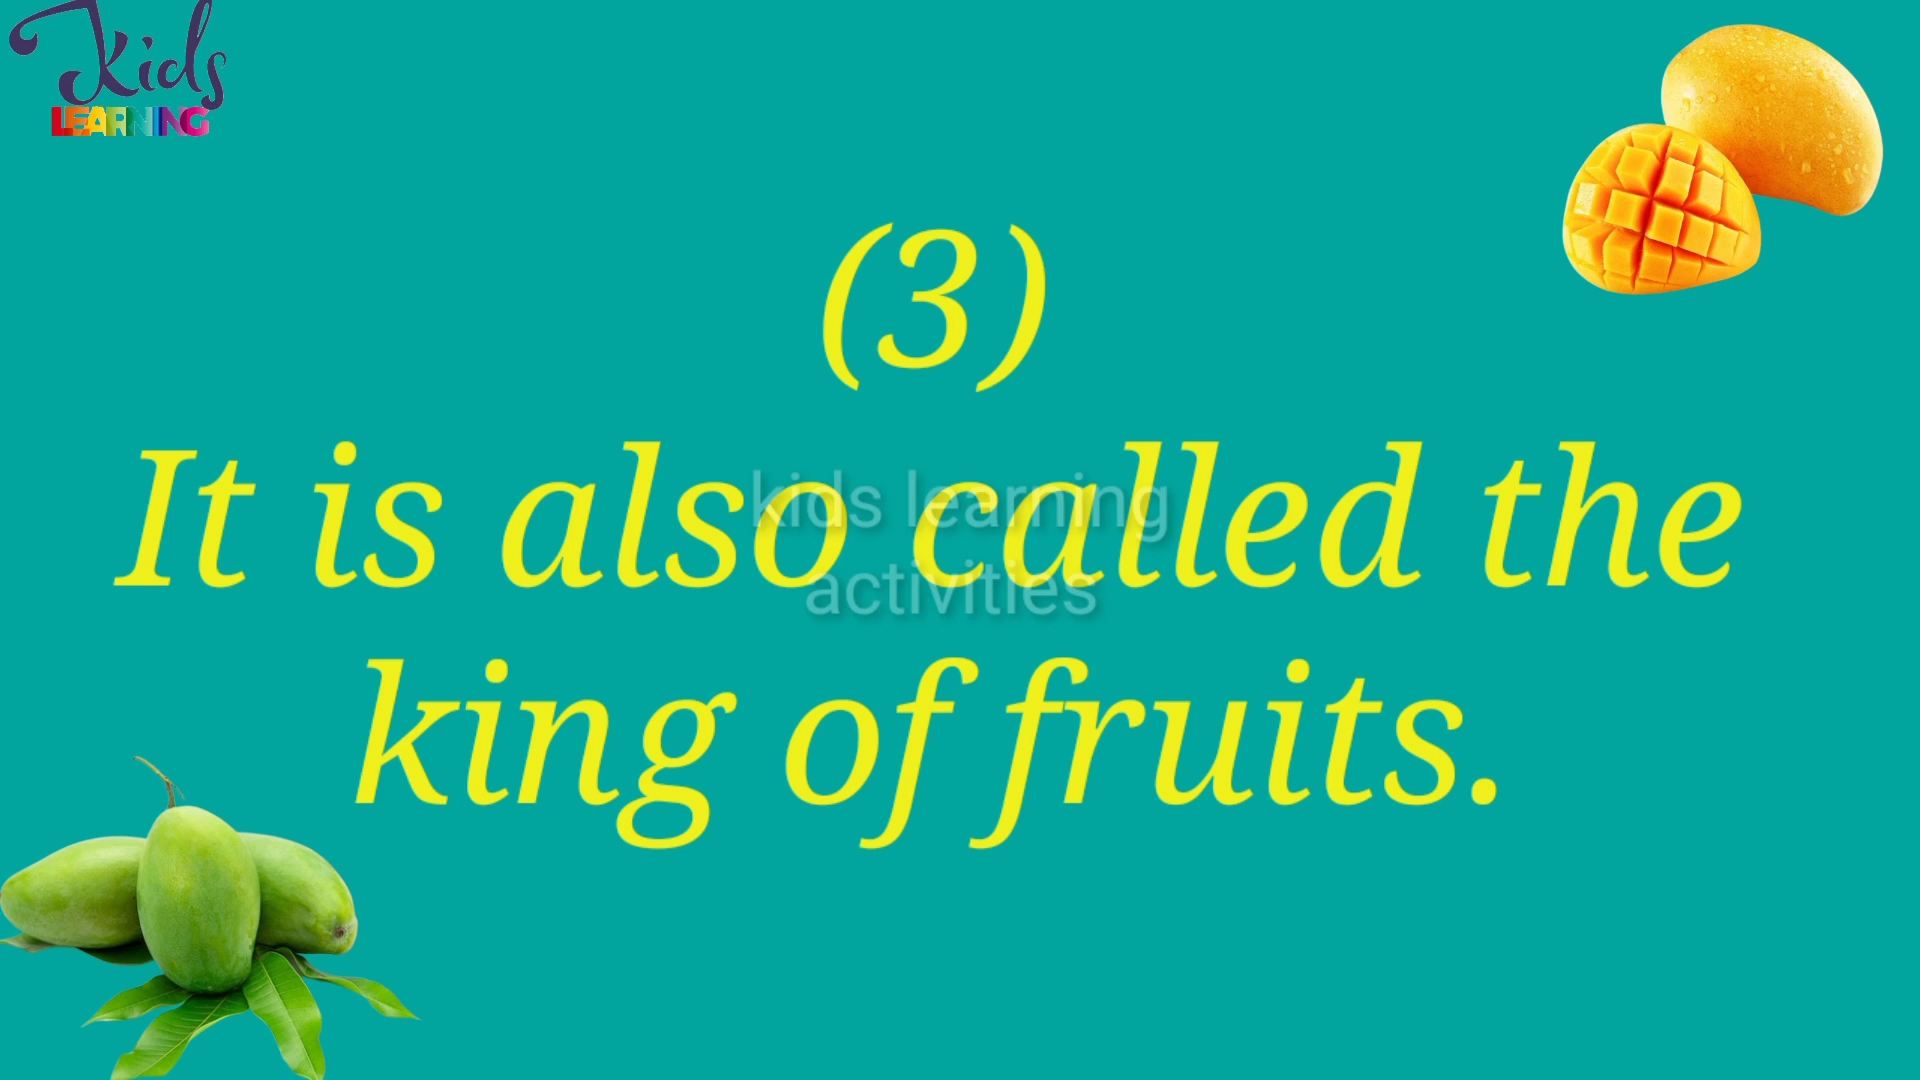 Kids
LEARNING
(3)
It is also called the
kids learning
activities
king of fruits.